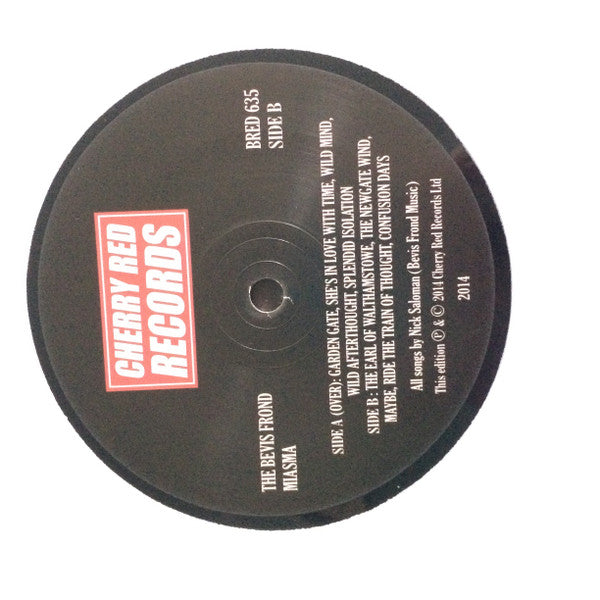 CHERRY RED
RECORDS
THE BEVIS FROND
MIASMA
BRED 635
SIDE B
SIDE A (OVER): GARDEN GATE, SHE'S IN LOVE WITH TIME, WILD MIND,
WILD AFTERTHOUGHT, SPLENDID ISOLATION
SIDE B : THE EARL OF WALTHAMSTOWE, THE NEWGATE WIND,
MAYBE, RIDE THE TRAIN OF THOUGHT, CONFUSION DAYS
All songs by Nick Saloman (Bevis Frond Music)
This edition ℗ & © 2014 Cherry Red Records Ltd
2014